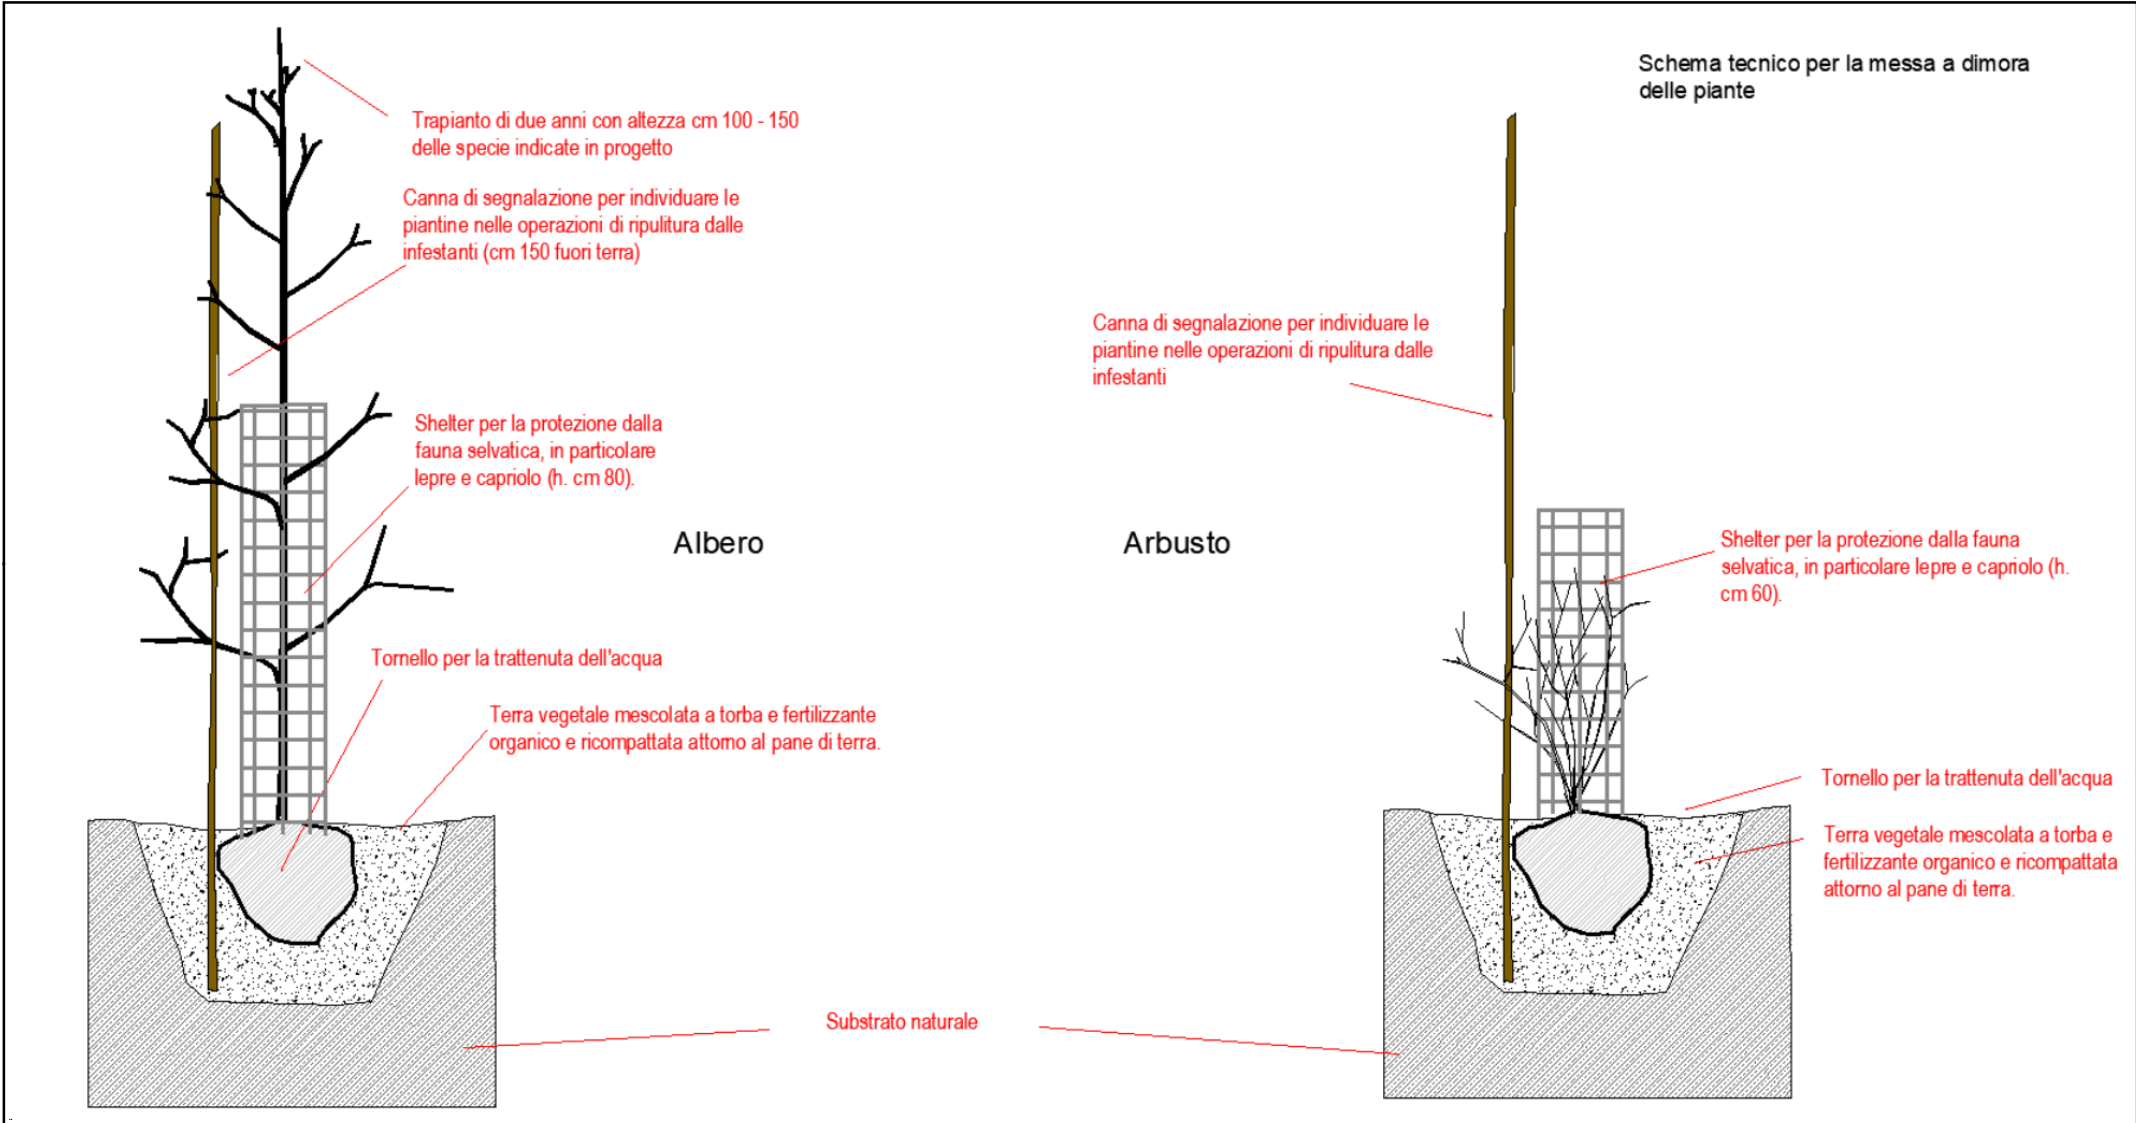 Schema tecnico per la messa a dimora
delle piante
Trapianto di due anni con altezza cm 100 - 150
delle specie indicate in progetto
Canna di segnalazione per individuare le
piantine nelle operazioni di ripulitura dalle
infestanti (cm 150 fuori terra)
Shelter per la protezione dalla
fauna selvatica, in particolare
lepre e capriolo (h. cm 80).
Albero
Tornello per la trattenuta dell'acqua
Terra vegetale mescolata a torba e fertilizzante
organico e ricompattata attorno al pane di terra.
Canna di segnalazione per individuare le
piantine nelle operazioni di ripulitura dalle
infestanti
Arbusto
Shelter per la protezione dalla fauna
selvatica, in particolare lepre e capriolo (h.
cm 60).
Tornello per la trattenuta dell'acqua
Terra vegetale mescolata a torba e
fertilizzante organico e ricompattata
attorno al pane di terra.
Substrato naturale